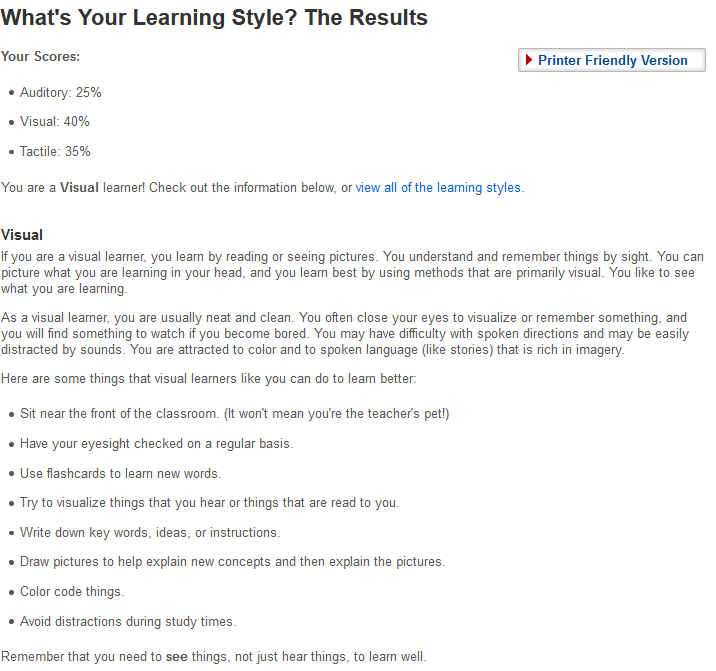 What's Your Learning Style? The Results
Your Scores:
Printer Friendly Version
Auditory: 25%
Visual: 40%
Tactile: 35%
You are a Visual learner! Check out the information below, or view all of the learning styles.
Visual
If you are a visual learner, you learn by reading or seeing pictures. You understand and remember things by sight. You can
picture what you are learning in your head, and you learn best by using methods that are primarily visual. You like to see
what you are learning.
As a visual learner, you are usually neat and clean. You often close your eyes to visualize or remember something, and
you will find something to watch if you become bored. You may have difficulty with spoken directions and may be easily
distracted by sounds. You are attracted to color and to spoken language (like stories) that is rich in imagery.
Here are some things that visual learners like you can do to learn better:
Sit near the front of the classroom. (It won't mean you're the teacher's pet!)
Have your eyesight checked on a regular basis.
Use flashcards to learn new words.
Try to visualize things that you hear or things that are read to you.
Write down key words, ideas, or instructions.
Draw pictures to help explain new concepts and then explain the pictures.
Color code things.
Avoid distractions during study times.
Remember that you need to see things, not just hear things, to learn well.